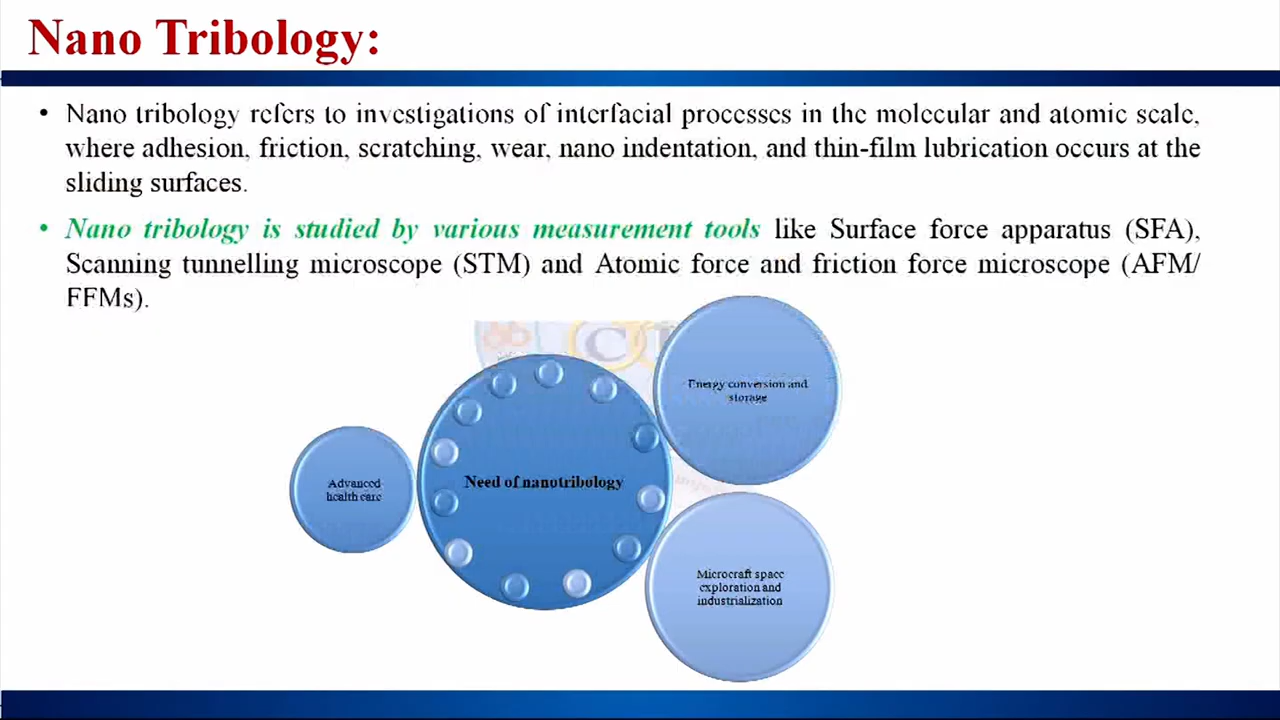 Nano Tribology:
• Nano tribology refers to investigations of interfacial processes in the molecular and atomic scale,
where adhesion, friction, scratching, wear, nano indentation, and thin-film lubrication occurs at the
sliding surfaces.
• Nano tribology is studied by various measurement tools like Surface force apparatus (SFA),
Scanning tunnelling microscope (STM) and Atomic force and friction force microscope (AFM/
FFMs).
Energy conversion and
storage
Need of nanotribology
Advanced
health care
Microcraft space
exploration and
industrialization